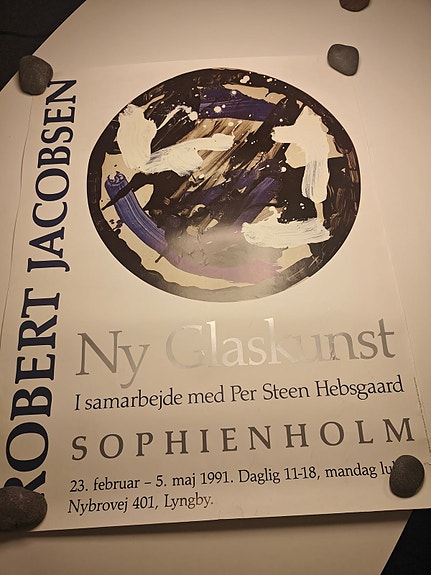 ROBERT JACOBSEN
Ny Glaskunst
I samarbejde med Per Steen Hebsgaard
SOPHIENHOLM
23. februar – 5. maj 1991. Daglig 11-18, mandag
Nybrovej 401, Lyngby.